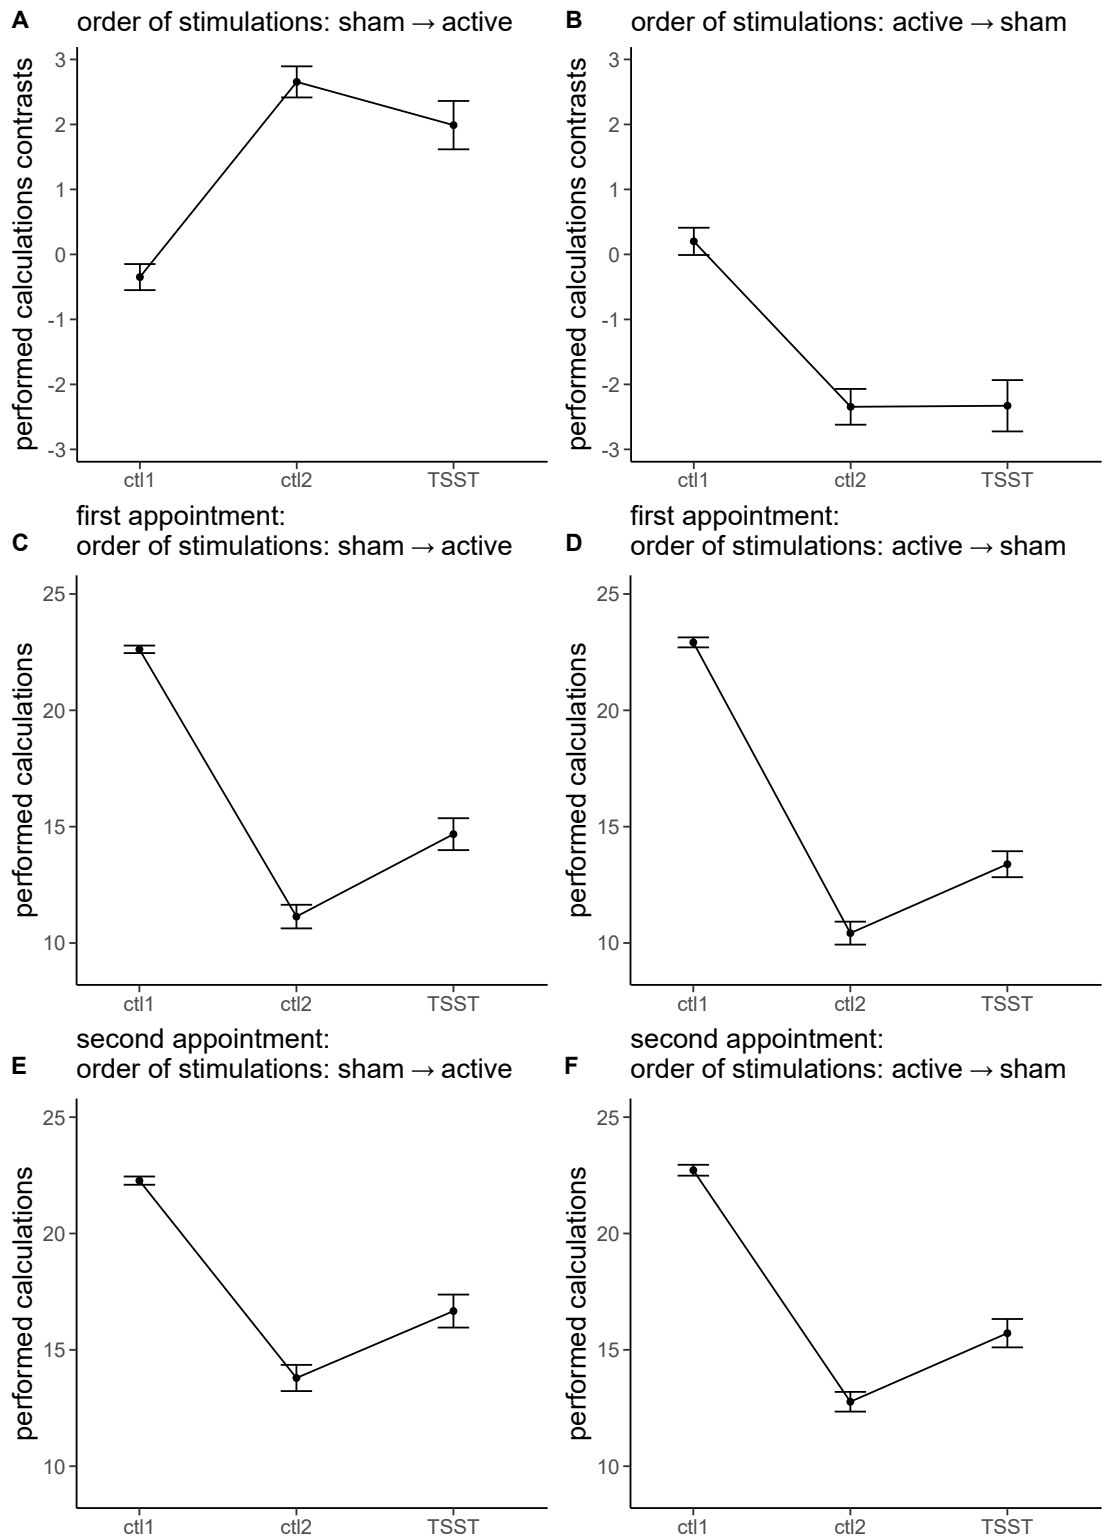 A order of stimulations: sham → active
performed calculations contrasts
3
2
1
0
-1
-2
-3
ctl1 ctl2 TSST
B order of stimulations: active → sham
performed calculations contrasts
3
2
1
0
-1
-2
-3
ctl1 ctl2 TSST
first appointment:
C order of stimulations: sham → active
performed calculations
25
20
15
10
ctl1 ctl2 TSST
first appointment:
D order of stimulations: active → sham
performed calculations
25
20
15
10
ctl1 ctl2 TSST
second appointment:
E order of stimulations: sham → active
performed calculations
25
20
15
10
ctl1 ctl2 TSST
second appointment:
F order of stimulations: active → sham
performed calculations
25
20
15
10
ctl1 ctl2 TSST